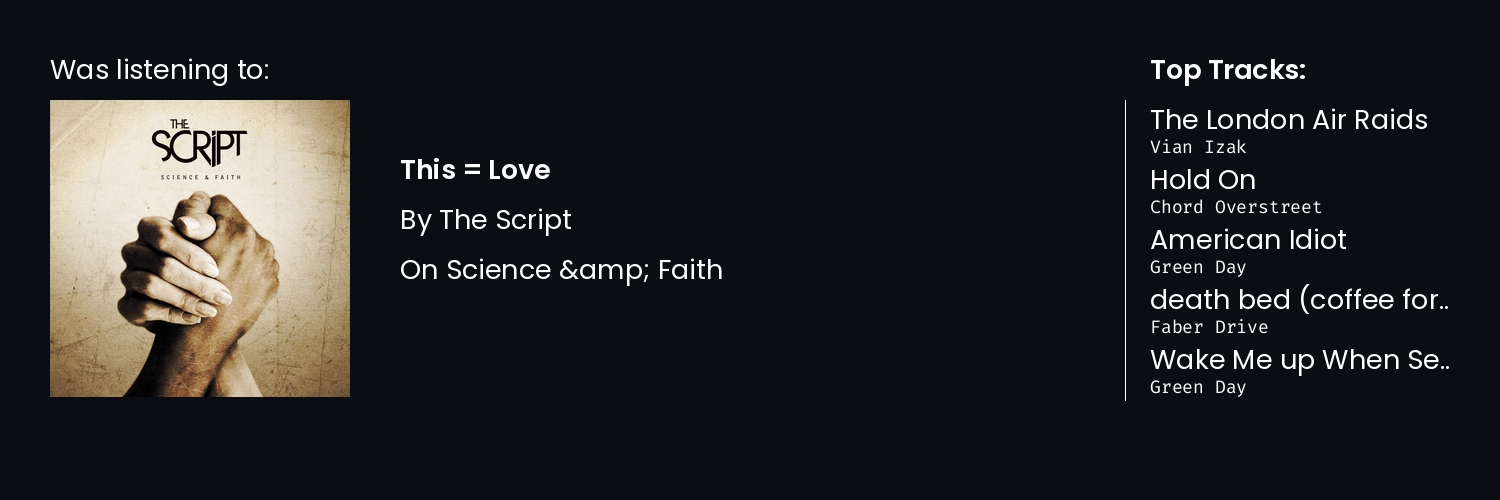 Was listening to:
THE
SCRIPT
SCIENCE & FAITH
This = Love
By The Script
On Science &amp; Faith
Top Tracks:
The London Air Raids
Vian Izak
Hold On
Chord Overstreet
American Idiot
Green Day
death bed (coffee for..
Faber Drive
Wake Me up When Se..
Green Day